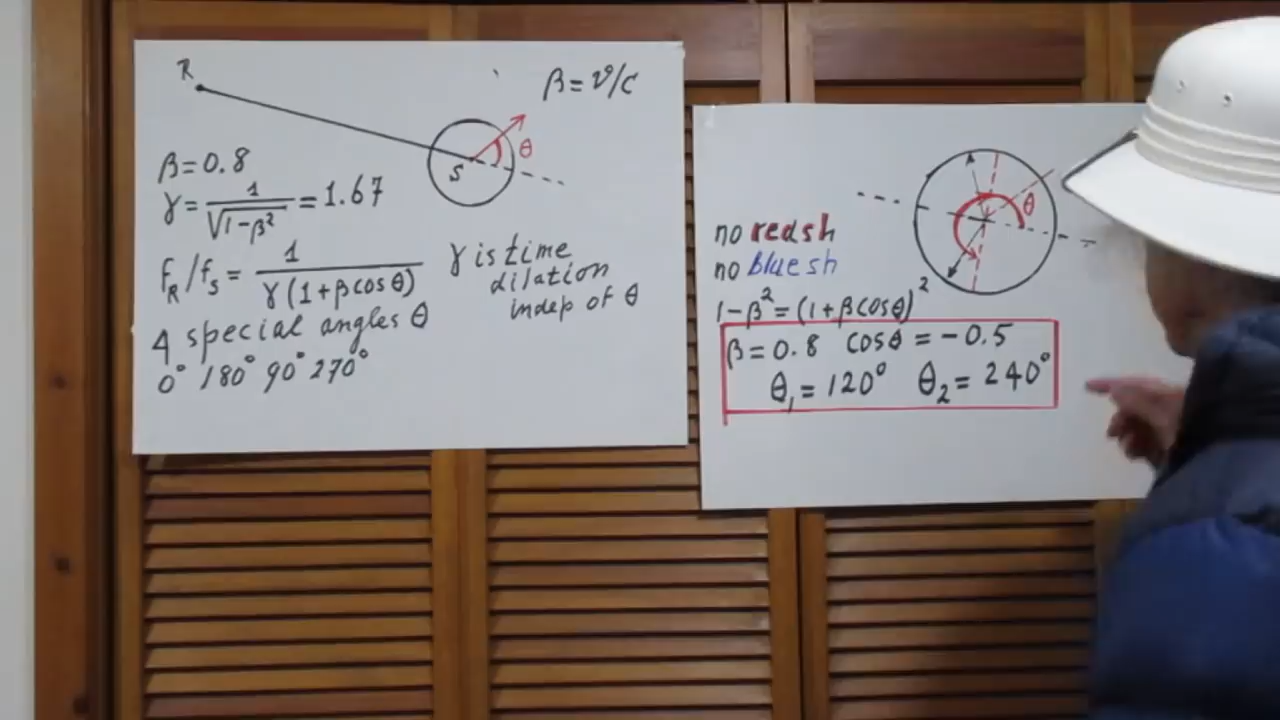 R
β = v/c
θ
S
β = 0.8
γ = 1/√(1-β²) = 1.67
f_R/f_S = 1/(γ(1+βcosθ))
γ is time
dilation
indep of θ
4 special angles θ
0° 180° 90° 270°
θ
no redsh
no blue sh
1-β² = (1+βcosθ)²
β = 0.8 cosθ = -0.5
θ₁ = 120° θ₂ = 240°